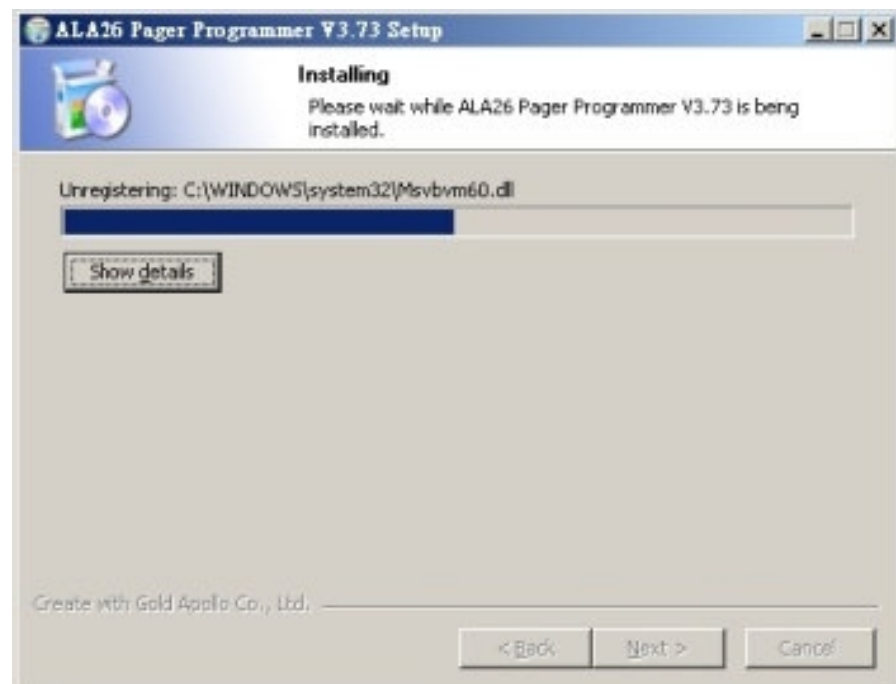 ALA26 Pager Programmer V3.73 Setup
Installing
Please wait while ALA26 Pager Programmer V3.73 is being
installed.
Unregistering: C:\WINDOWS\system32\Msvbvm60.dll
Show details
Create with Gold Apollo Co., Ltd.
< Back Next > Cancel